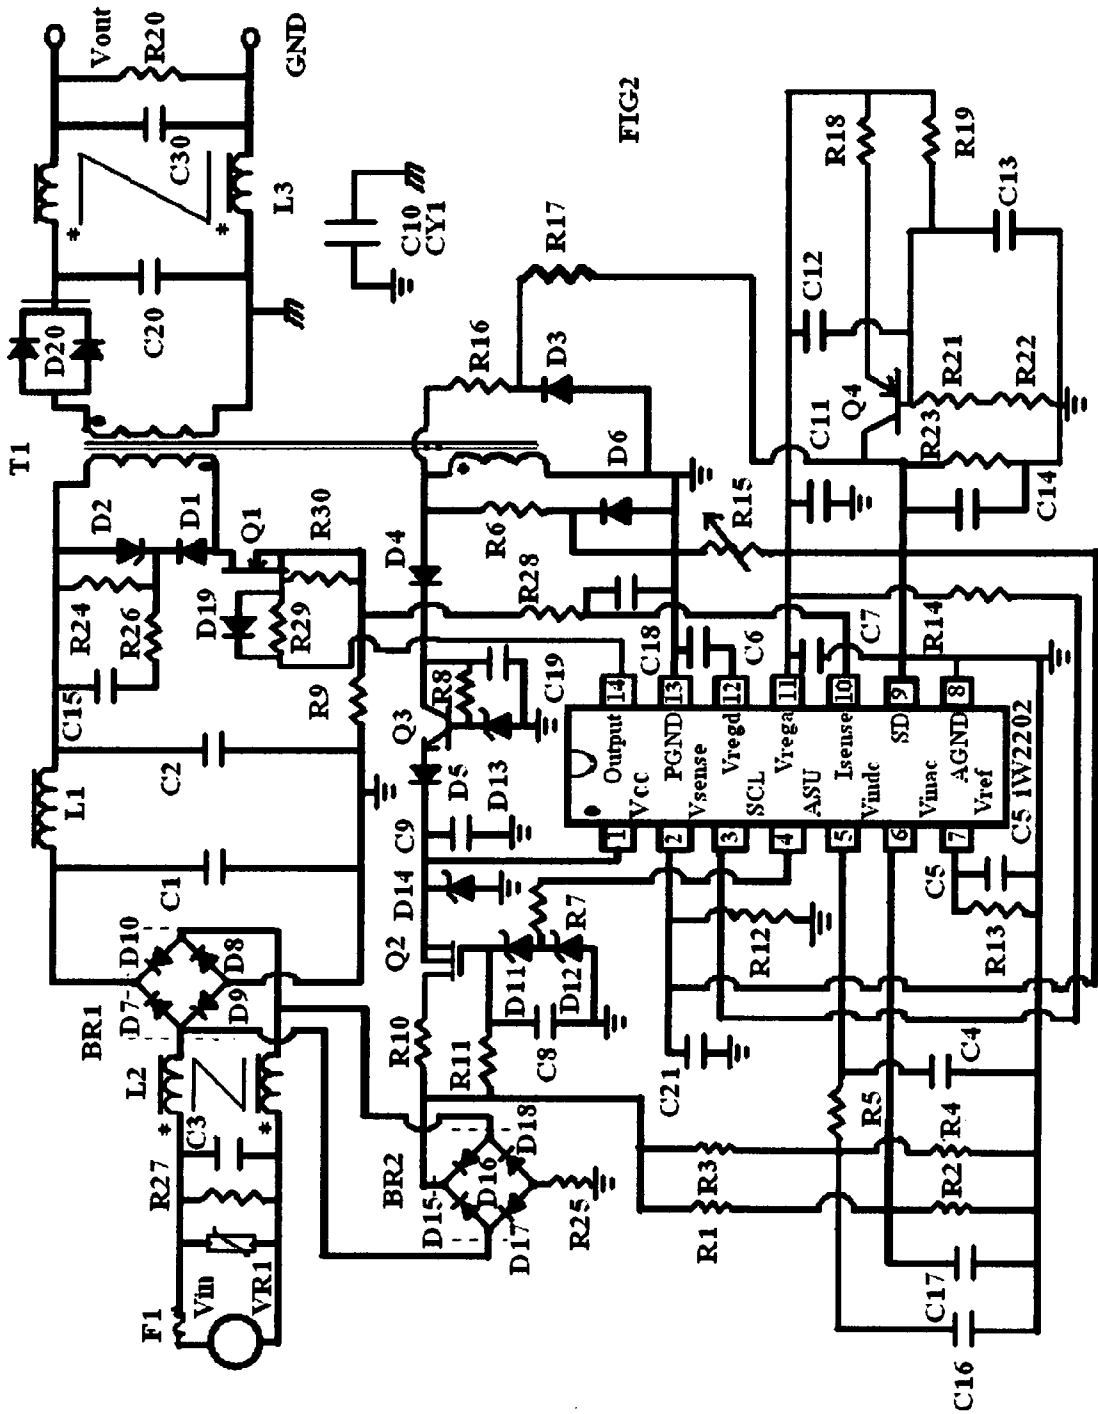 F1
Vin
VR1
R27
C3
L2
BR1
D7
D10
D9
D8
C1
L1
C2
C15
R24
R26
D2
D1
D19
Q1
R29
R30
R9
T1
D20
C20
L3
C30
R20
Vout
GND
C10
CY1
FIG2
BR2
D15
D16
D17
D18
R25
R10
R11
Q2
D14
C9
D5
Q3
R8
D13
C19
D4
R28
R6
R16
D3
D6
R17
R15
D11
D12
C8
R7
C18
C6
C7
R14
C11
C12
Q4
R18
R19
C13
R21
R22
R23
C14
R12
C21
C5
R13
C5
iW2202
Output
PGND
Vregd
Vrega
Isense
SD
AGND
VCC
Vsense
SCL
ASU
Vindc
Vinac
Vref
14
13
12
11
10
9
8
1
2
3
4
5
6
7
R3
R1
R5
C4
R4
R2
C17
C16